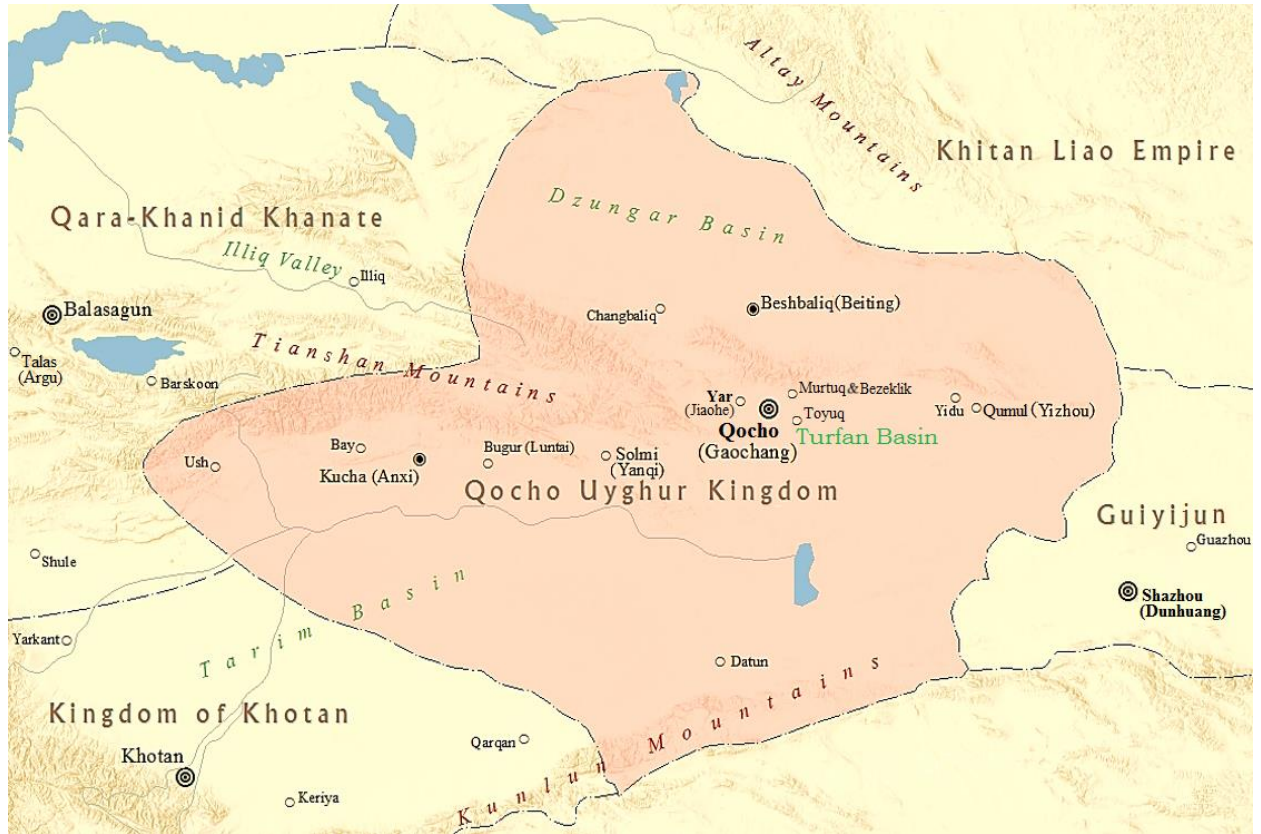 Altay Mountains
Khitan Liao Empire
Dzungar Basin
Qara-Khanid Khanate
Illiq Valley
Illiq
Balasagun
Changbaliq
Beshbaliq (Beiting)
Tianshan Mountains
Talas
(Argu)
Barskoon
Yar
(Jiaohe)
Murtuq & Bezeklik
Yidu
Qumul (Yizhou)
Toyuq
Qocho
(Gaochang)
Turfan Basin
Bay
Bugur (Luntai)
Solmi
(Yanqi)
Ush
Kucha (Anxi)
Qocho Uyghur Kingdom
Guiyijun
Guazhou
Shule
Tarim Basin
Shazhou
(Dunhuang)
Yarkant
Datun
Kunlun Mountains
Kingdom of Khotan
Khotan
Qarqan
Keriya